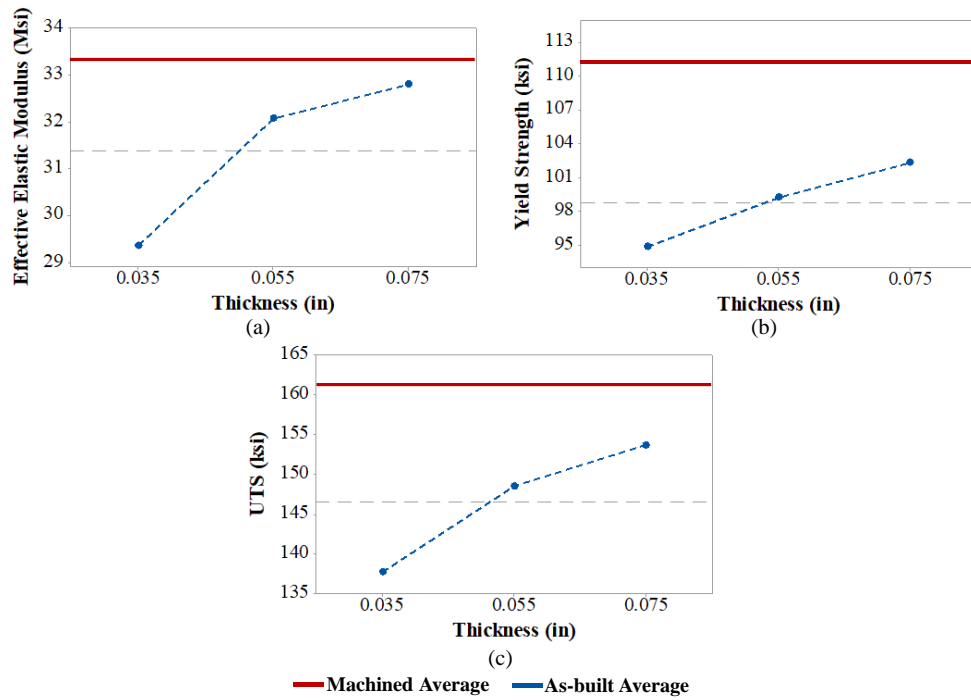 Effective Elastic Modulus (Msi)
34
33
32
31
30
29
0.035
0.055
0.075
Thickness (in)
(a)
Yield Strength (ksi)
113
110
107
104
101
98
95
0.035
0.055
0.075
Thickness (in)
(b)
UTS (ksi)
165
160
155
150
145
140
135
0.035
0.055
0.075
Thickness (in)
(c)
Machined Average
As-built Average